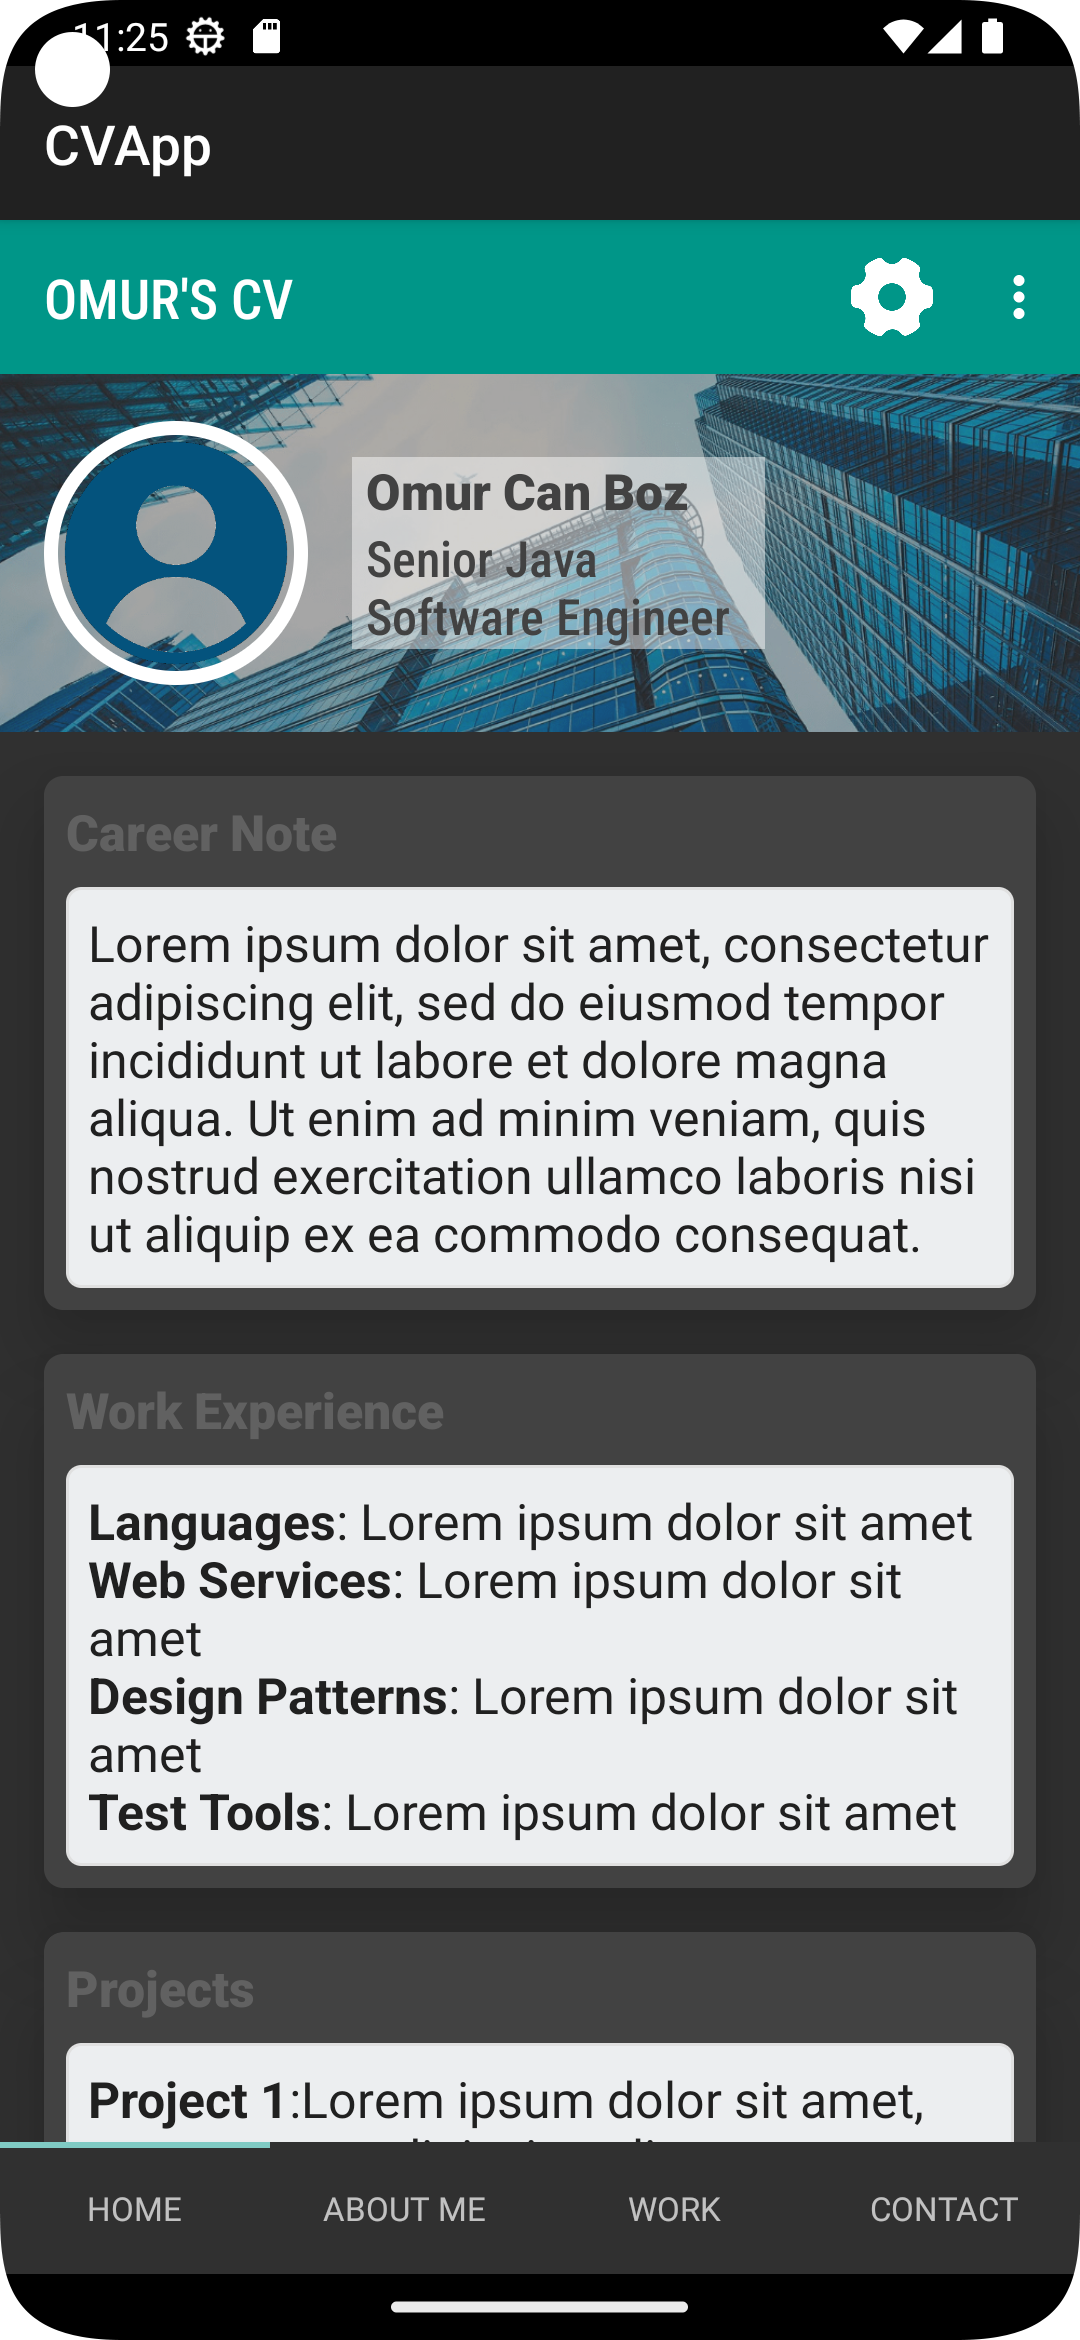 11:25
CVApp
OMUR'S CV
Omur Can Boz
Senior Java
Software Engineer
Career Note
Lorem ipsum dolor sit amet, consectetur
adipiscing elit, sed do eiusmod tempor
incididunt ut labore et dolore magna
aliqua. Ut enim ad minim veniam, quis
nostrud exercitation ullamco laboris nisi
ut aliquip ex ea commodo consequat.
Work Experience
Languages: Lorem ipsum dolor sit amet
Web Services: Lorem ipsum dolor sit
amet
Design Patterns: Lorem ipsum dolor sit
amet
Test Tools: Lorem ipsum dolor sit amet
Projects
Project 1:Lorem ipsum dolor sit amet,
HOME
ABOUT ME
WORK
CONTACT